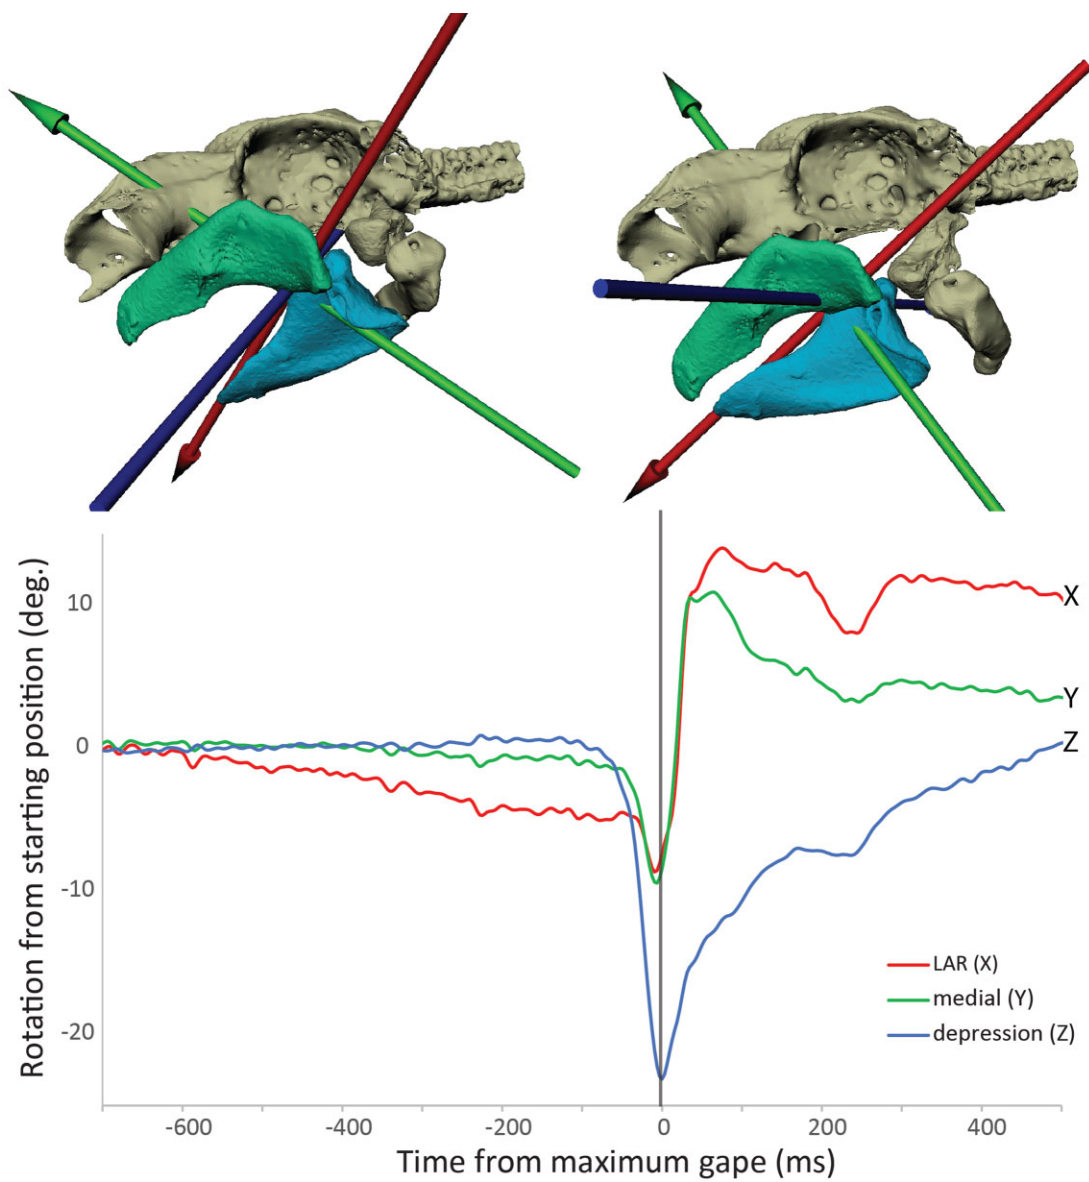 Rotation from starting position (deg.)
10
0
-10
-20
X
Y
Z
LAR (X)
medial (Y)
depression (Z)
-600
-400
-200
0
200
400
Time from maximum gape (ms)